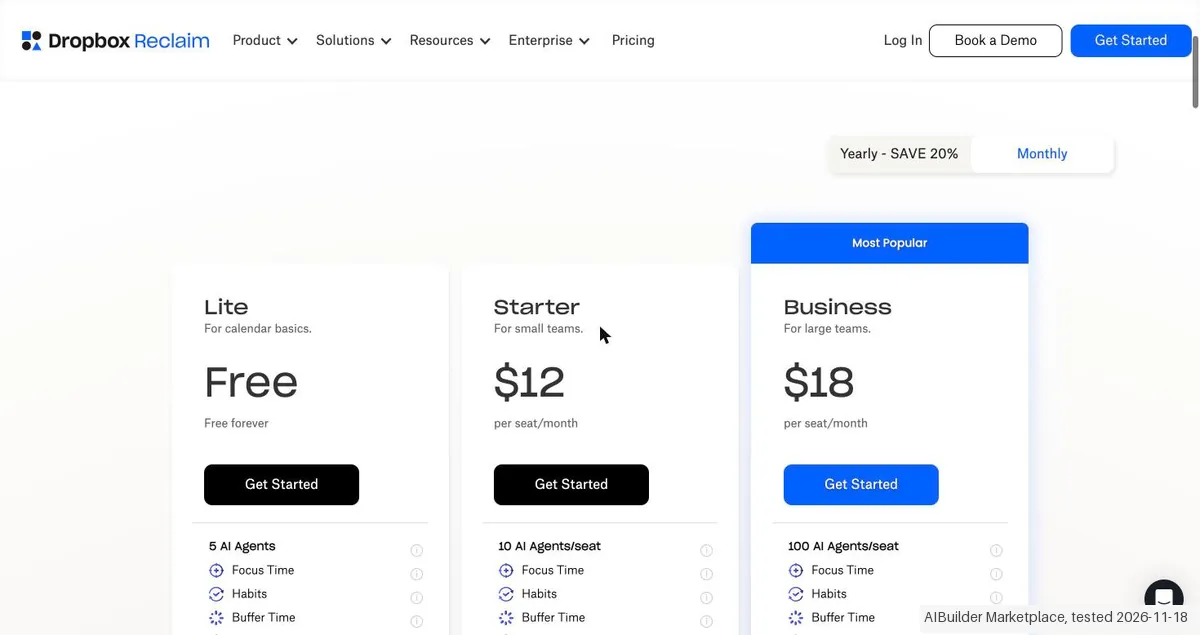 Dropbox Reclaim Product Solutions Resources Enterprise Pricing Log In Book a Demo Get Started
Yearly - SAVE 20% Monthly
Most Popular
Lite
For calendar basics.
Free
Free forever
Get Started
5 AI Agents
Focus Time
Habits
Buffer Time
Starter
For small teams.
$12
per seat/month
Get Started
10 AI Agents/seat
Focus Time
Habits
Buffer Time
Business
For large teams.
$18
per seat/month
Get Started
100 AI Agents/seat
Focus Time
Habits
Buffer Time
AIBuilder Marketplace, tested 2026-11-18